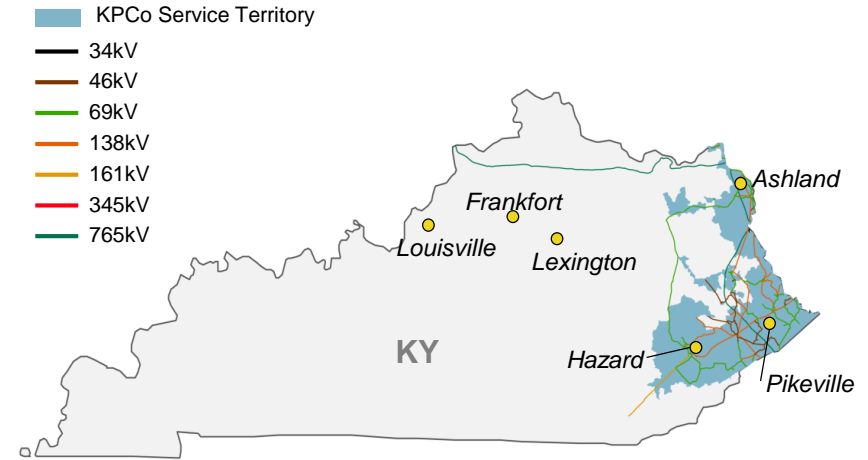 KPCo Service Territory
34kV
46kV
69kV
138kV
161kV
345kV
765kV
Ashland
Frankfort
Louisville
Lexington
KY
Hazard
Pikeville